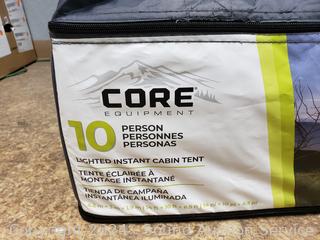 CORE
EQUIPMENT
10 PERSON
PERSONNES
PERSONAS
LIGHTED INSTANT CABIN TENT
TENTE ÉCLAIRÉE À
MONTAGE INSTANTANÉ
TIENDA DE CAMPAÑA
INSTANTÁNEA ILUMINADA